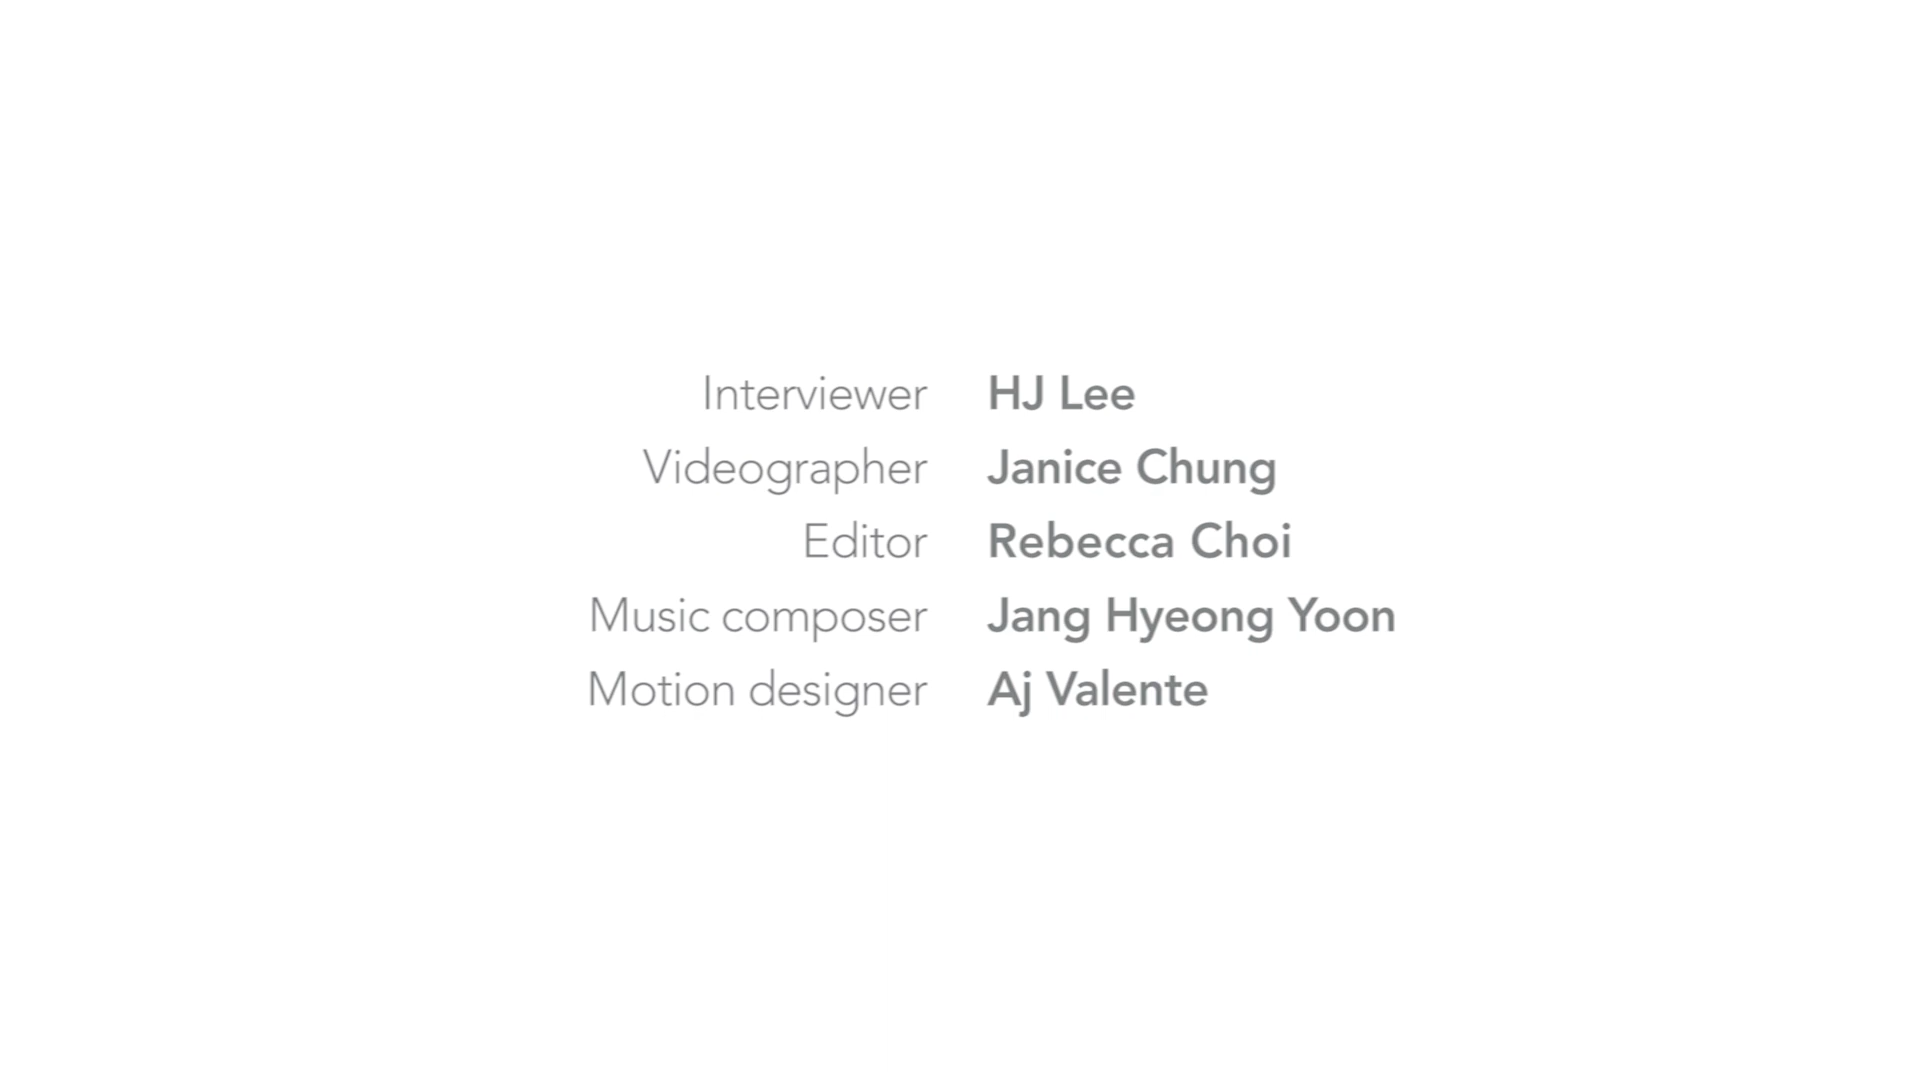 Interviewer HJ Lee
Videographer Janice Chung
Editor Rebecca Choi
Music composer Jang Hyeong Yoon
Motion designer Aj Valente